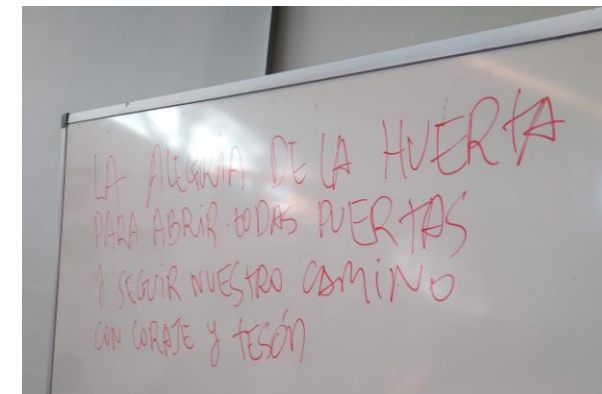 LA ALEGRIA DE LA HUERTA
PARA ABRIR todAS PUERTAS
Y SEGUIR NUESTRO CAMiNO
CON CORAJE Y tESÓN